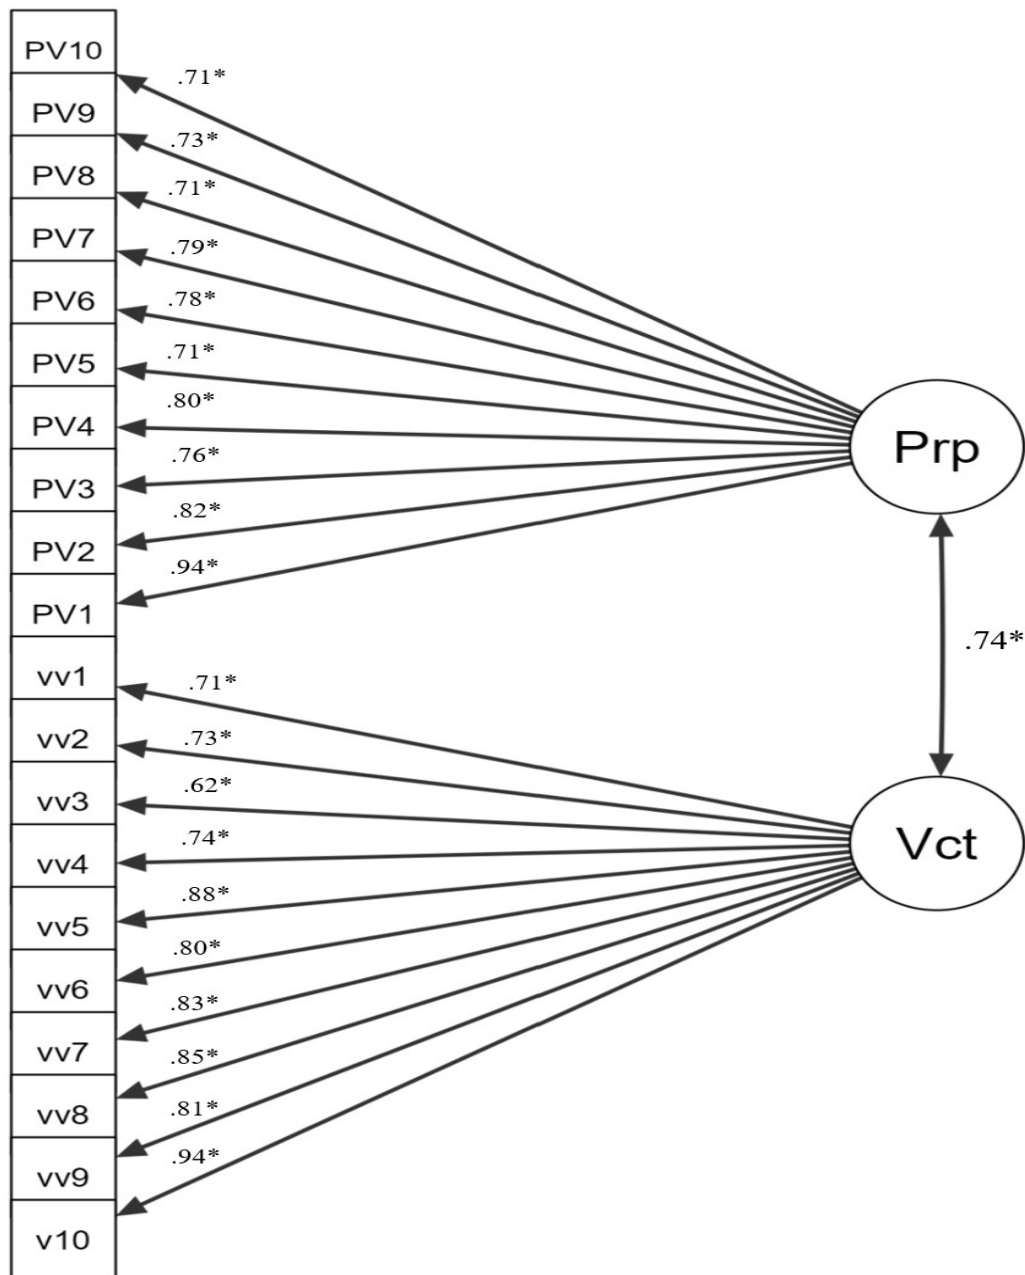 PV10
.71*
PV9
.73*
PV8
.71*
PV7
.79*
PV6
.78*
PV5
.71*
PV4
.80*
PV3
.76*
PV2
.82*
PV1
.94*
Prp
.74*
vv1
.71*
vv2
.73*
vv3
.62*
vv4
.74*
vv5
.88*
vv6
.80*
vv7
.83*
vv8
.85*
vv9
.81*
v10
.94*
Vct